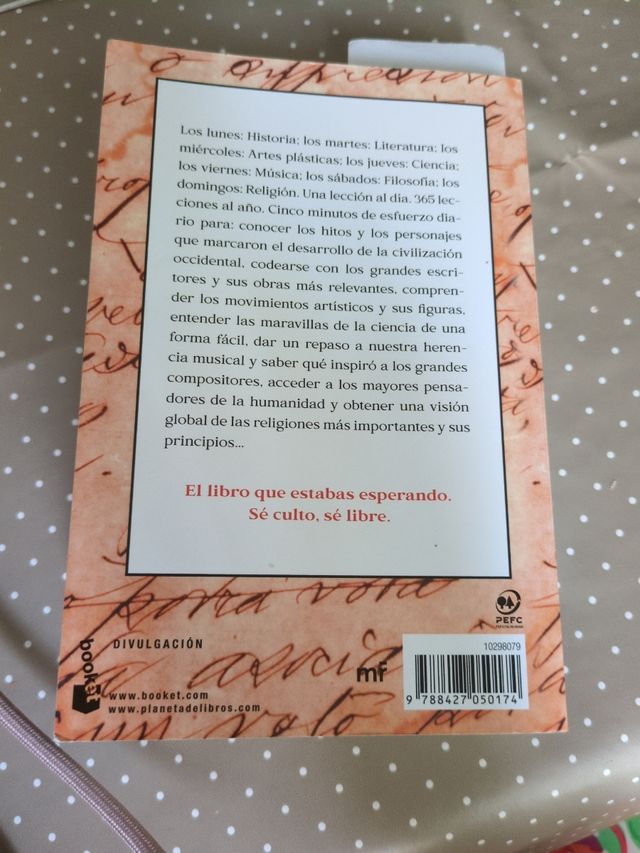 Los lunes: Historia; los martes: Literatura; los
miércoles: Artes plásticas; los jueves: Ciencia;
los viernes: Música; los sábados: Filosofía; los
domingos: Religión. Una lección al día. 365 lec-
ciones al año. Cinco minutos de esfuerzo dia-
rio para: conocer los hitos y los personajes
que marcaron el desarrollo de la civilización
occidental, codearse con los grandes escri-
tores y sus obras más relevantes, compren-
der los movimientos artísticos y sus figuras,
entender las maravillas de la ciencia de una
forma fácil, dar un repaso a nuestra heren-
cia musical y saber qué inspiró a los grandes
compositores, acceder a los mayores pensa-
dores de la humanidad y obtener una visión
global de las religiones más importantes y sus
principios...
El libro que estabas esperando.
Sé culto, sé libre.
PEFC
DIVULGACIÓN
booket
www.booket.com
www.planetadelibros.com
mf
10298079
9 788427 050174